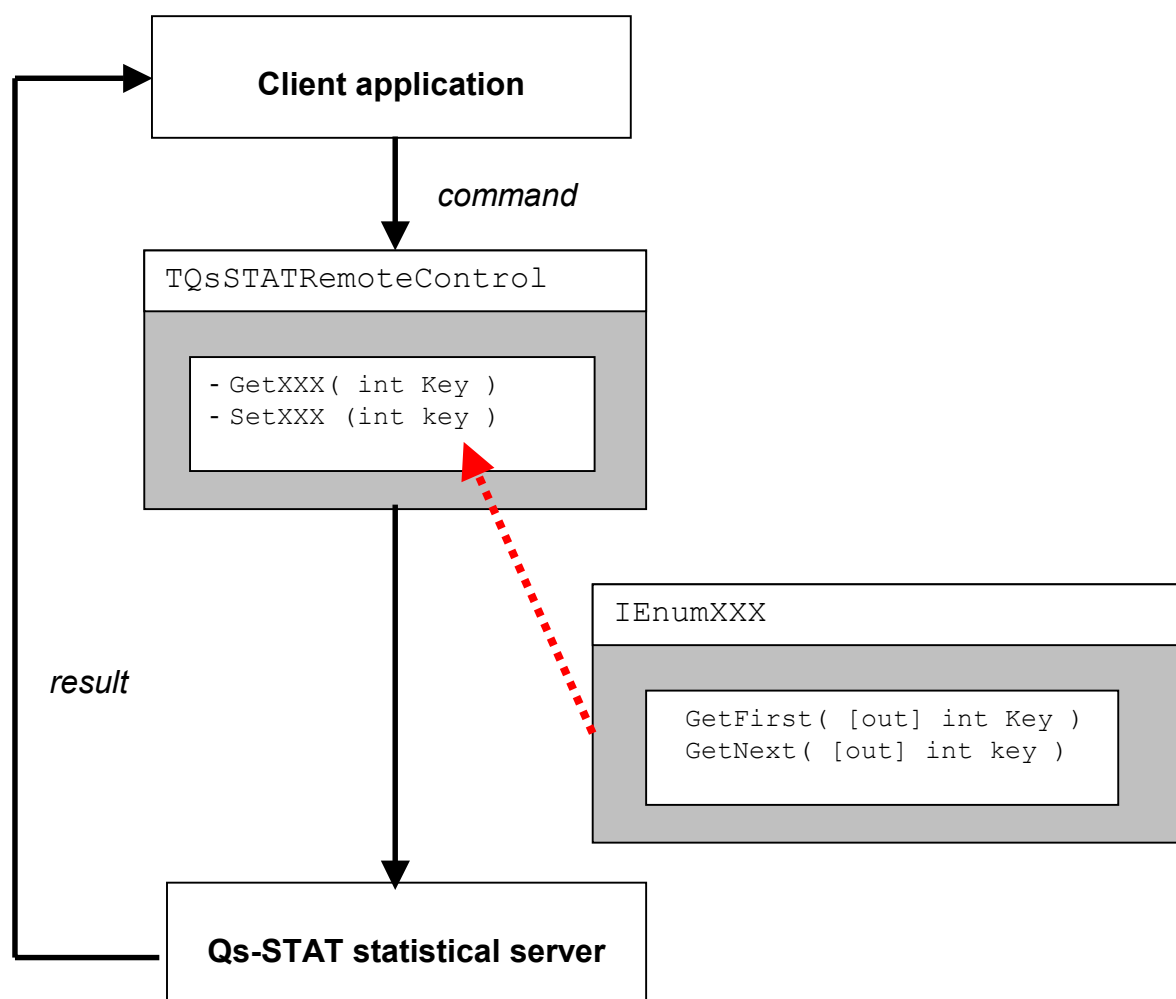 Client application
command
TQsSTATRemoteControl
- GetXXX( int Key )
- SetXXX (int key )
IEnumXXX
result
GetFirst( [out] int Key )
GetNext( [out] int key )
Qs-STAT statistical server